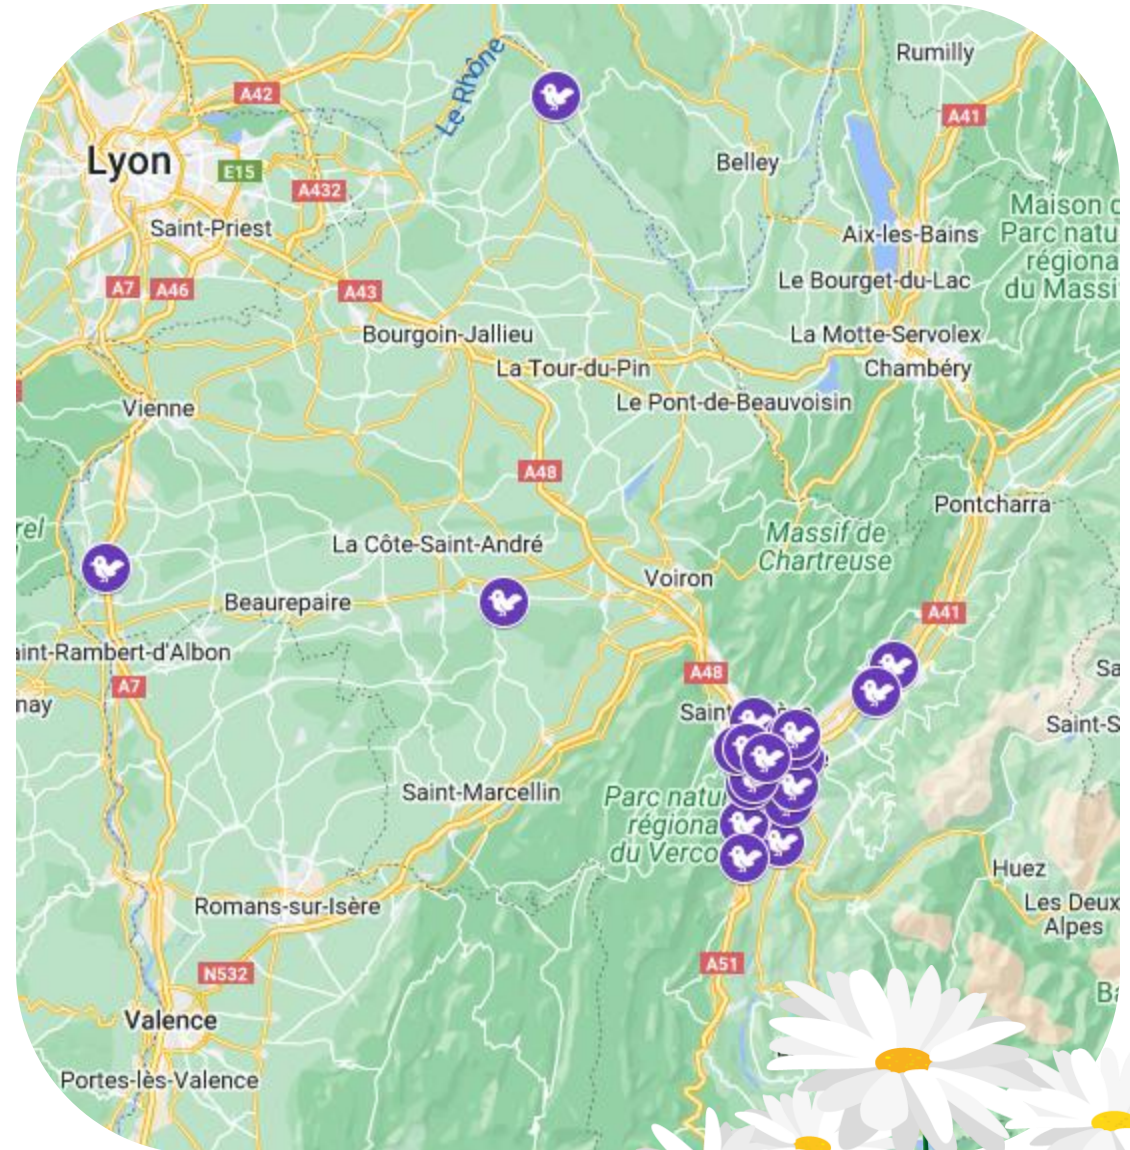 Rumilly
A42
Le Rhône
A41
Lyon
Belley
E15
A432
Saint-Priest
Aix-les-Bains
Parc natu
régiona
du Massi
Le Bourget-du-Lac
A7
A46
A43
Bourgoin-Jallieu
La Motte-Servolex
La Tour-du-Pin
Chambéry
Vienne
Le Pont-de-Beauvoisin
A48
Pontcharra
rel
Massif de
Chartreuse
La Côte-Saint-André
Voiron
Beaurepaire
A41
aint-Rambert-d'Albon
A48
Sa
A7
nay
Saint
Saint-S
Saint-Marcellin
Parc natu
régiona
du Verco
Huez
Romans-sur-Isère
Les Deux
Alpes
A51
N532
Valence
Portes-lès-Valence